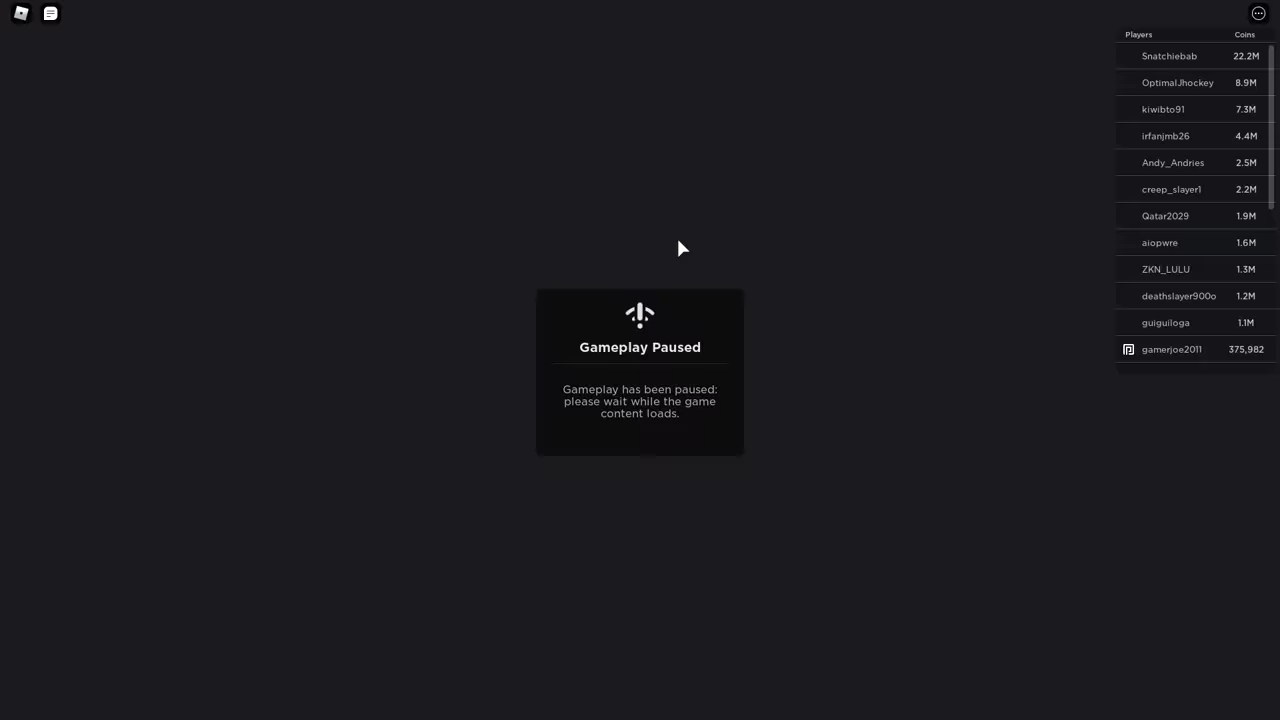 Players Coins
Snatchiebab 22.2M
OptimalJhockey 8.9M
kiwibto91 7.3M
irfanjmb26 4.4M
Andy_Andries 2.5M
creep_slayer1 2.2M
Qatar2029 1.9M
aiopwre 1.6M
ZKN_LULU 1.3M
deathslayer900o 1.2M
guiguiloga 1.1M
gamerjoe2011 375,982
Gameplay Paused
Gameplay has been paused:
please wait while the game
content loads.